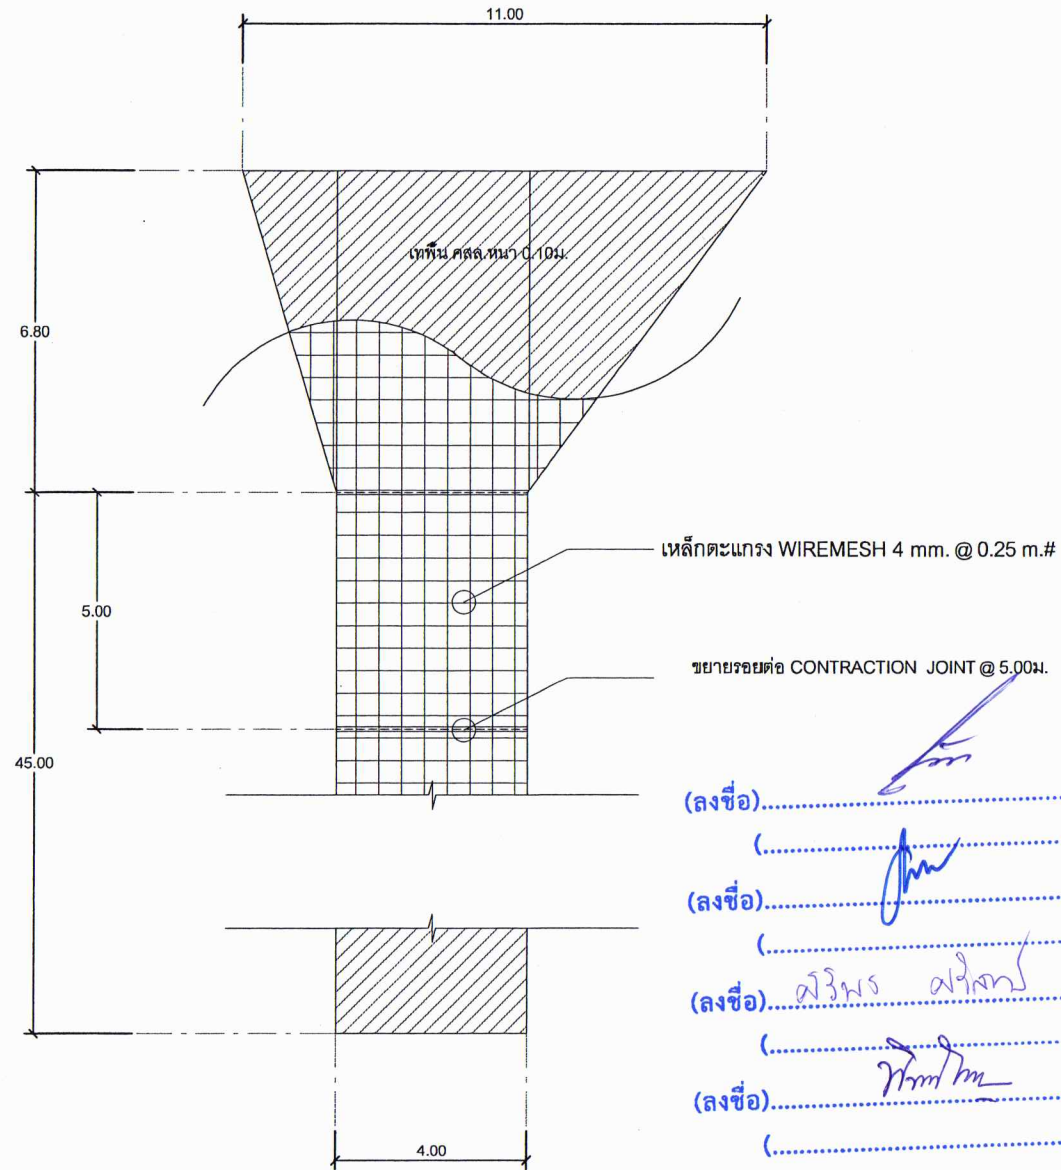 11.00
เทพื้น คสล.หนา 0.10ม.
6.80
เหล็กตะแกรง WIREMESH 4 mm. @ 0.25 m.#
5.00
ขยายรอยต่อ CONTRACTION JOINT @ 5.00ม.
45.00
(ลงชื่อ)
(
(ลงชื่อ)
(
(ลงชื่อ)
(
(ลงชื่อ)
(
4.00